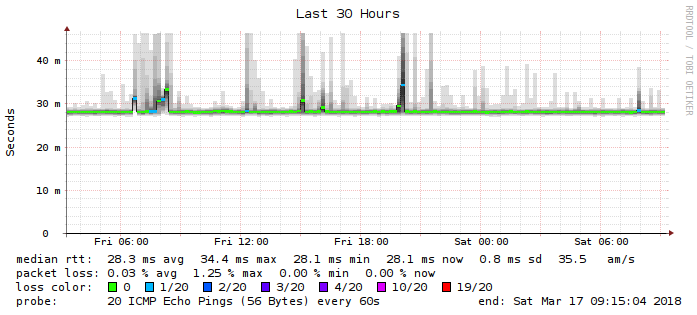 Last 30 Hours
RRDTOOL / TOBI OETIKER
Seconds
40 m
30 m
20 m
10 m
0
Fri 06:00 Fri 12:00 Fri 18:00 Sat 00:00 Sat 06:00
median rtt: 28.3 ms avg 34.4 ms max 28.1 ms min 28.1 ms now 0.8 ms sd 35.5 am/s
packet loss: 0.03 % avg 1.25 % max 0.00 % min 0.00 % now
loss color: 0 1/20 2/20 3/20 4/20 10/20 19/20
probe: 20 ICMP Echo Pings (56 Bytes) every 60s end: Sat Mar 17 09:15:04 2018